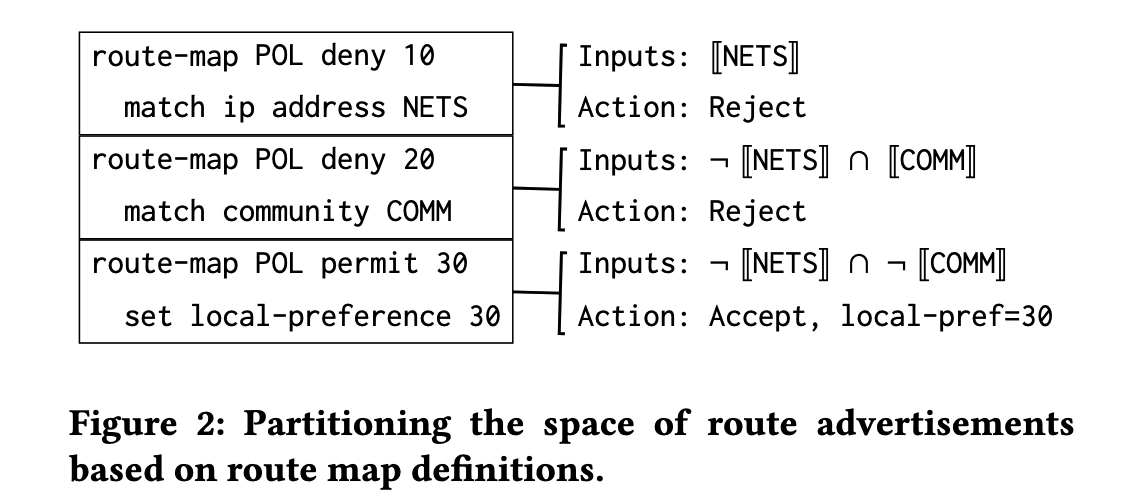 route-map POL deny 10
match ip address NETS
Inputs: ⟦NETS⟧
Action: Reject
route-map POL deny 20
match community COMM
Inputs: ¬ ⟦NETS⟧ ∩ ⟦COMM⟧
Action: Reject
route-map POL permit 30
set local-preference 30
Inputs: ¬ ⟦NETS⟧ ∩ ¬ ⟦COMM⟧
Action: Accept, local-pref=30
Figure 2: Partitioning the space of route advertisements
based on route map definitions.